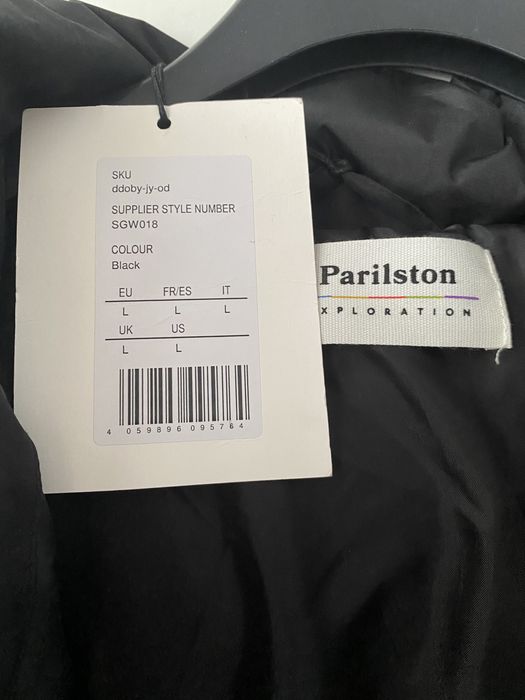 SKU
ddoby-jy-od
SUPPLIER STYLE NUMBER
SGW018
COLOUR
Black
EU FR/ES IT
L L L
UK US
L L
4 059896 095764
Parilston
XPLORATION